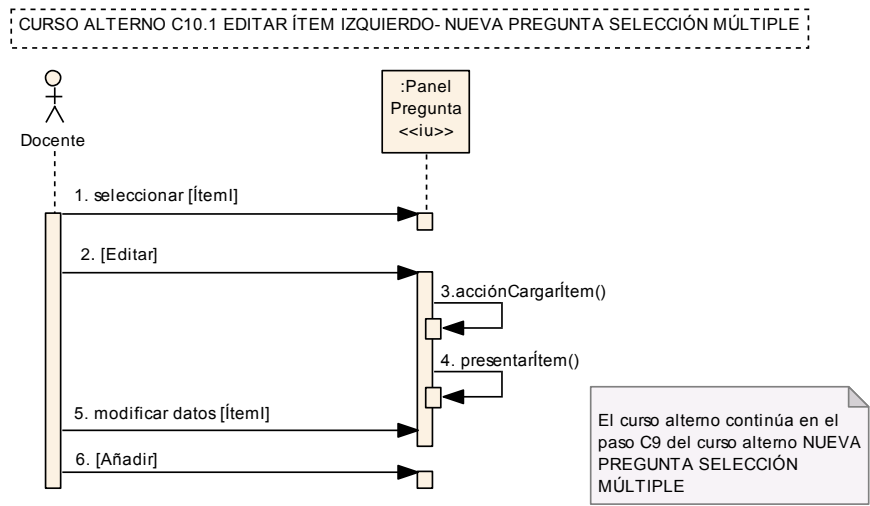 CURSO ALTERNO C10.1 EDITAR ÍTEM IZQUIERDO- NUEVA PREGUNTA SELECCIÓN MÚLTIPLE
:Panel
Pregunta
<<iu>>
Docente
1. seleccionar [ÍtemI]
2. [Editar]
3.acciónCargarÍtem()
4. presentarÍtem()
5. modificar datos [ÍtemI]
6. [Añadir]
El curso alterno continúa en el
paso C9 del curso alterno NUEVA
PREGUNTA SELECCIÓN
MÚLTIPLE